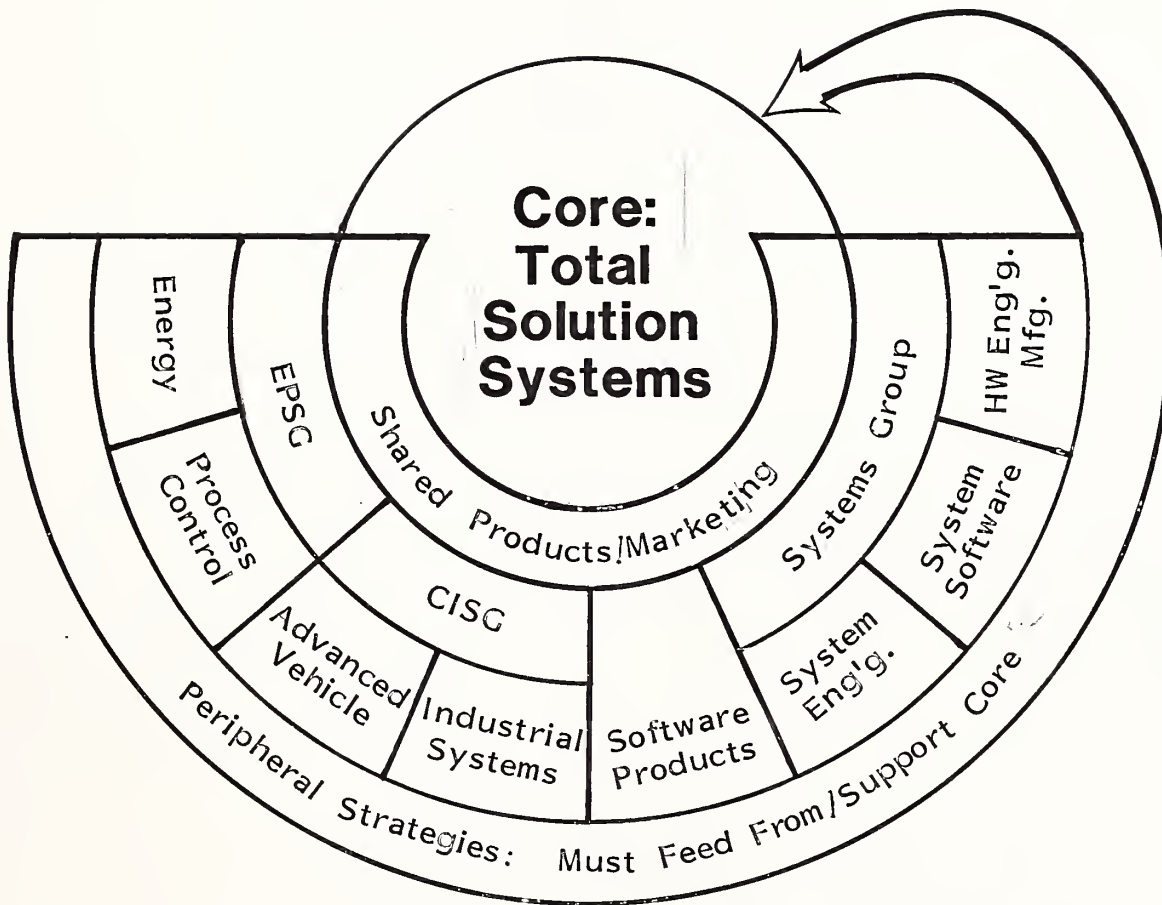 Core:
Total
Solution
Systems
Energy
EPSG
Process
Control
Shared Products/Marketing
CISG
Advanced
Vehicle
Industrial
Systems
Software
Products
Systems Group
System
Eng'g.
System
Software
HW Eng'g.
Mfg.
Peripheral Strategies: Must Feed From/Support Core